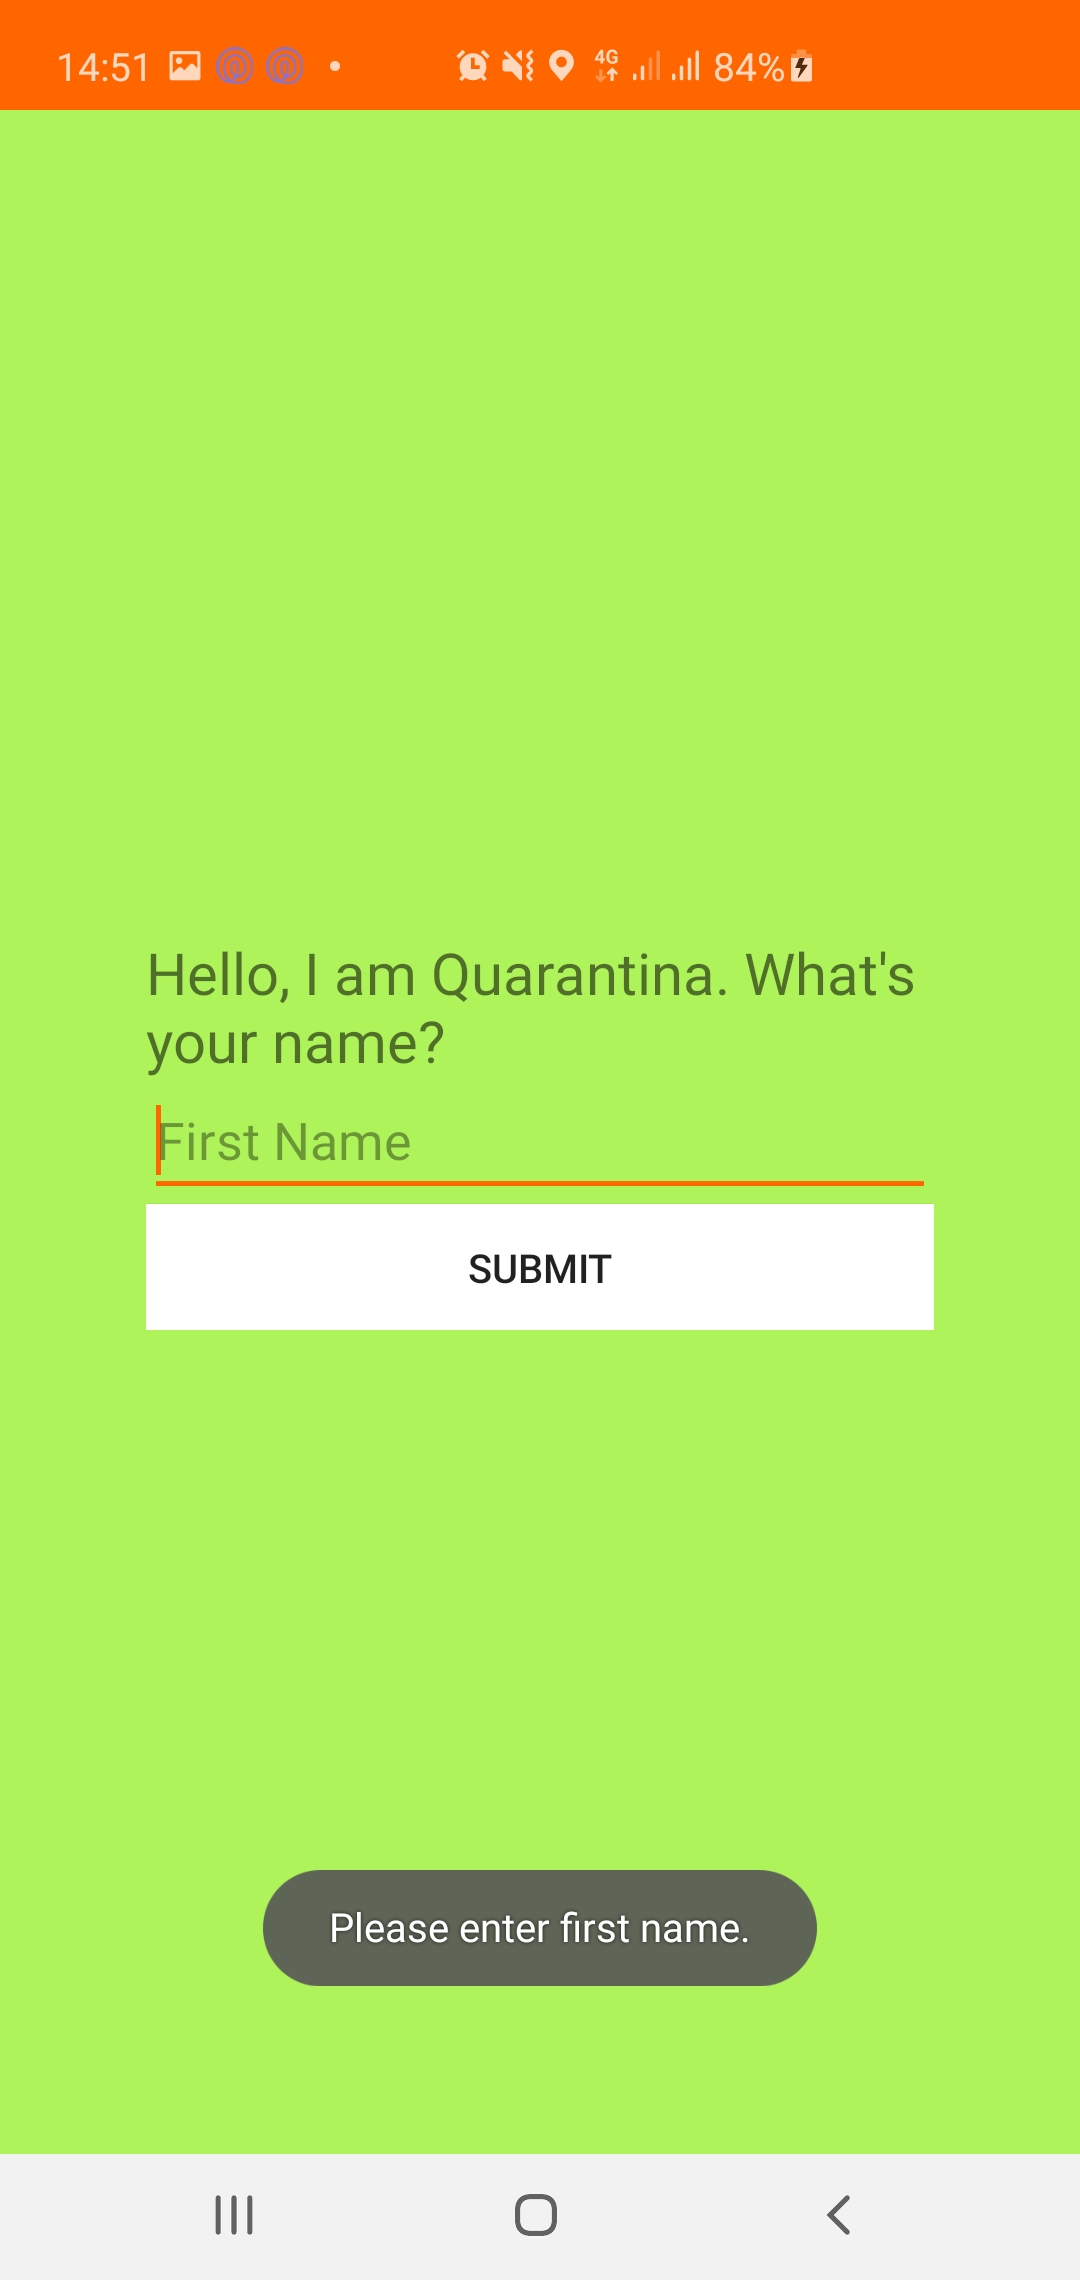 14:51
4G
84%
Hello, I am Quarantina. What's
your name?
First Name
SUBMIT
Please enter first name.